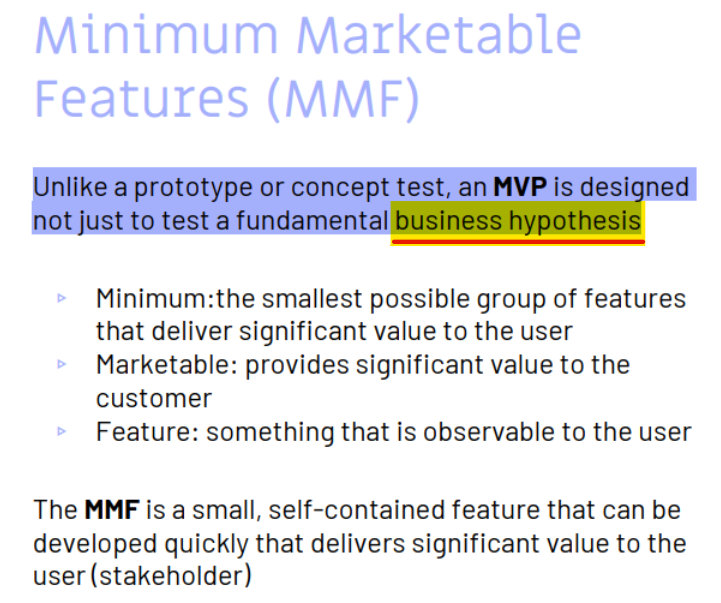 Minimum Marketable
Features (MMF)
Unlike a prototype or concept test, an MVP is designed
not just to test a fundamental business hypothesis
Minimum:the smallest possible group of features
that deliver significant value to the user
Marketable: provides significant value to the
customer
Feature: something that is observable to the user
The MMF is a small, self-contained feature that can be
developed quickly that delivers significant value to the
user (stakeholder)